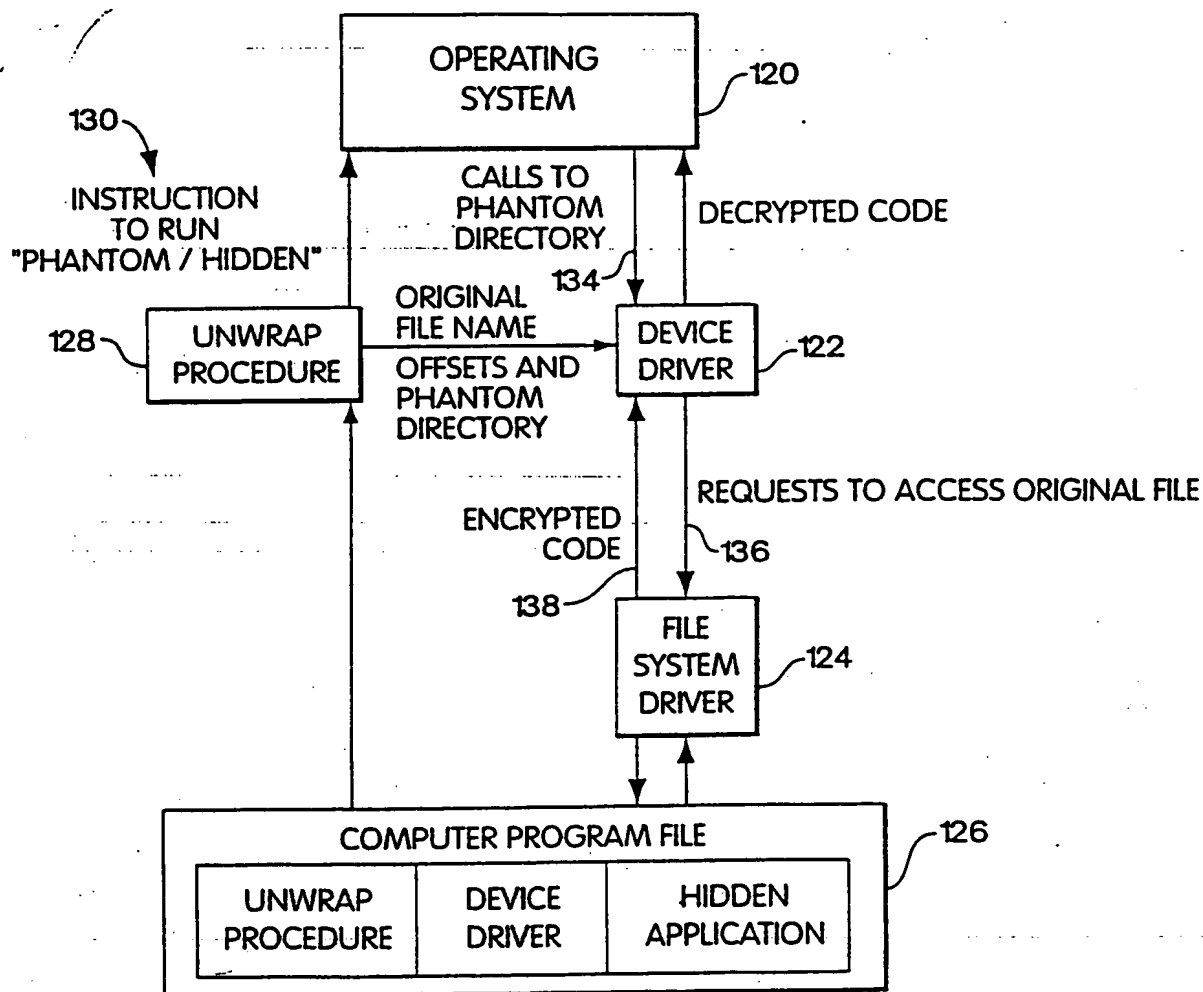 OPERATING
SYSTEM
120
130
INSTRUCTION
TO RUN
"PHANTOM / HIDDEN"
CALLS TO
PHANTOM
DIRECTORY
134
DECRYPTED CODE
128
UNWRAP
PROCEDURE
ORIGINAL
FILE NAME
OFFSETS AND
PHANTOM
DIRECTORY
DEVICE
DRIVER
122
ENCRYPTED
CODE
138
REQUESTS TO ACCESS ORIGINAL FILE
136
FILE
SYSTEM
DRIVER
124
COMPUTER PROGRAM FILE
126
UNWRAP
PROCEDURE
DEVICE
DRIVER
HIDDEN
APPLICATION